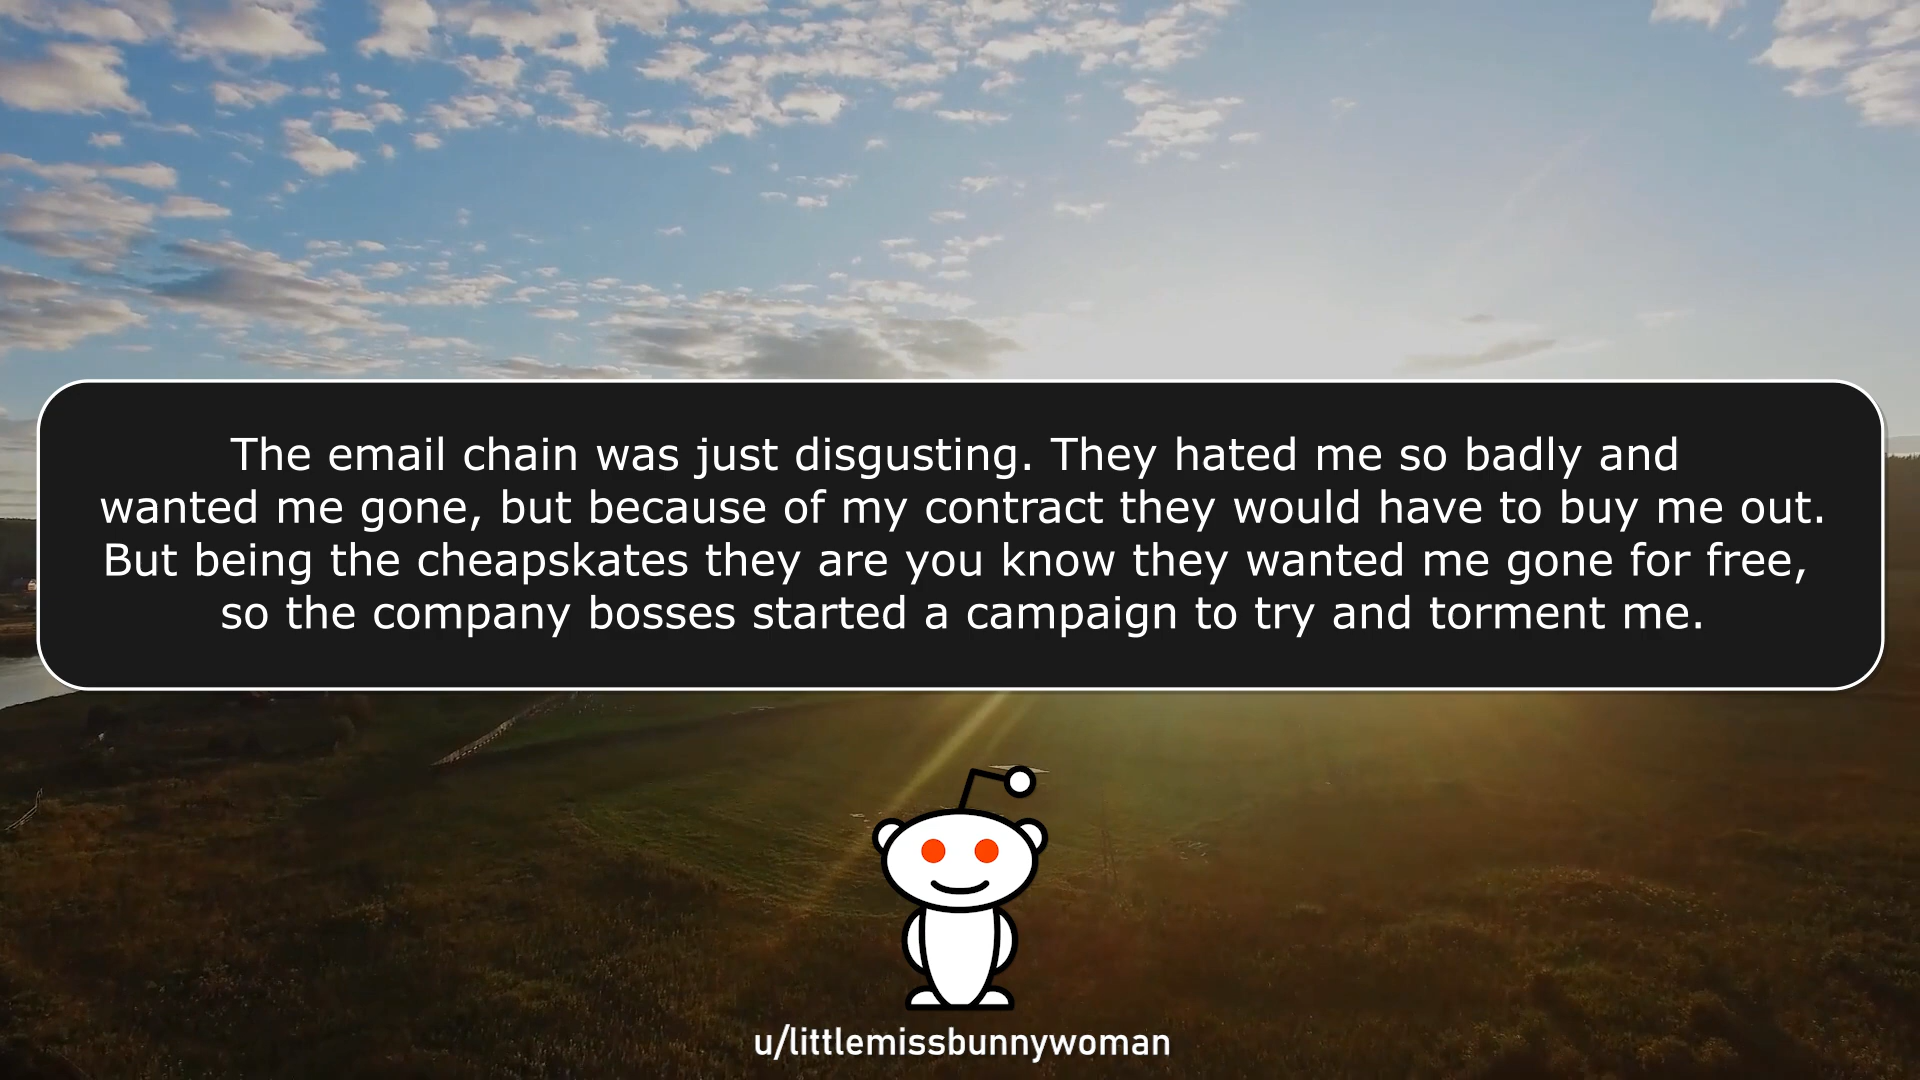 The email chain was just disgusting. They hated me so badly and
wanted me gone, but because of my contract they would have to buy me out.
But being the cheapskates they are you know they wanted me gone for free,
so the company bosses started a campaign to try and torment me.
u/littlemissbunnywoman